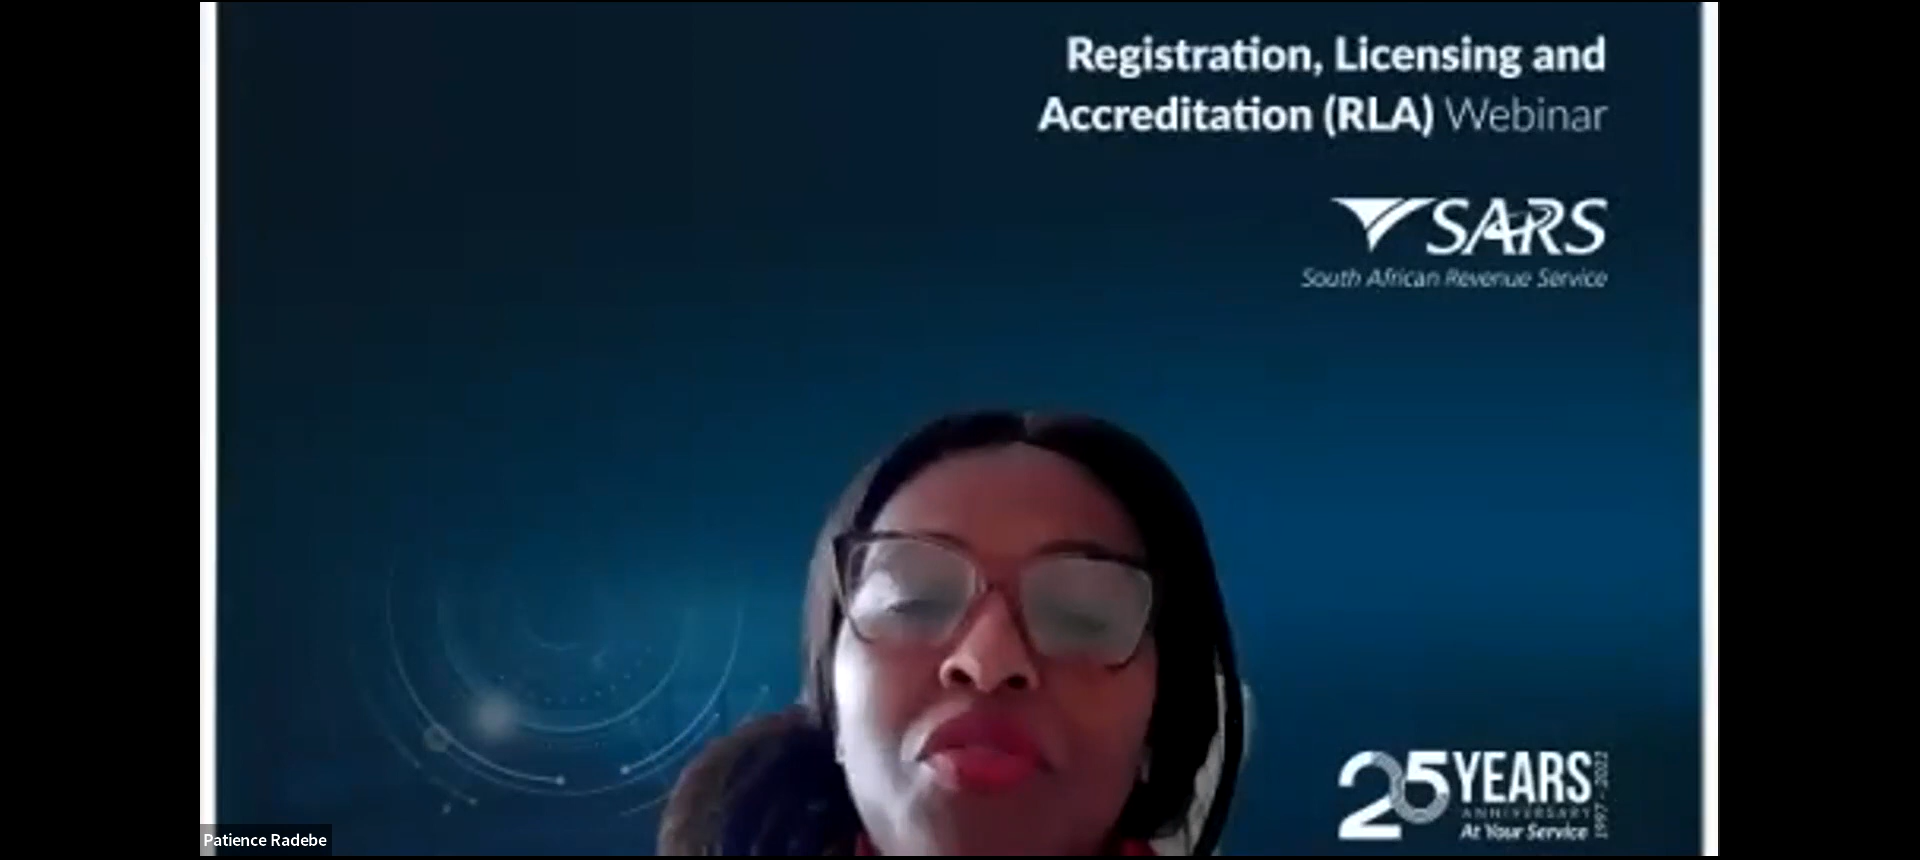 Registration, Licensing and
Accreditation (RLA) Webinar
SARS
South African Revenue Service
25 YEARS
ANNIVERSARY
At Your Service
1997 - 2022
Patience Radebe